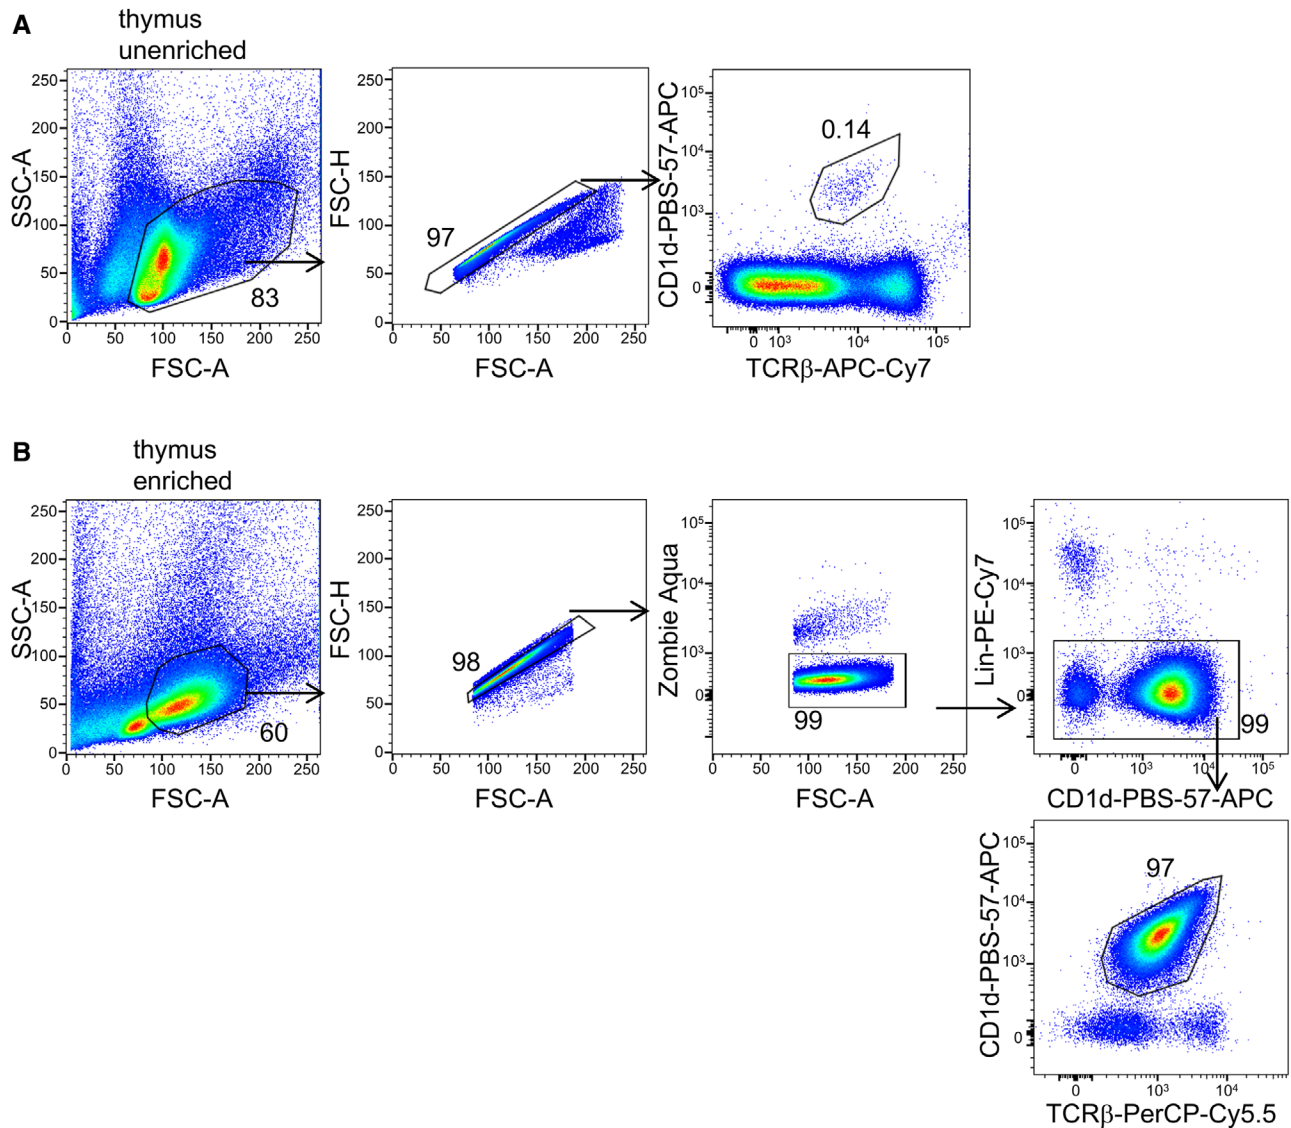 A
thymus
unenriched
250
200
150
100
50
0
SSC-A
83
0 50 100 150 200 250
FSC-A
250
200
150
100
50
0
FSC-H
97
0 50 100 150 200 250
FSC-A
10⁵
10⁴
10³
0
CD1d-PBS-57-APC
0.14
0 10³ 10⁴ 10⁵
TCRβ-APC-Cy7
B
thymus
enriched
250
200
150
100
50
0
SSC-A
60
0 50 100 150 200 250
FSC-A
250
200
150
100
50
0
FSC-H
98
0 50 100 150 200 250
FSC-A
10⁵
10⁴
10³
0
Zombie Aqua
99
0 50 100 150 200 250
FSC-A
10⁵
10⁴
10³
0
Lin-PE-Cy7
99
0 10³ 10⁴ 10⁵
CD1d-PBS-57-APC
10⁵
10⁴
10³
0
CD1d-PBS-57-APC
97
0 10³ 10⁴
TCRβ-PerCP-Cy5.5